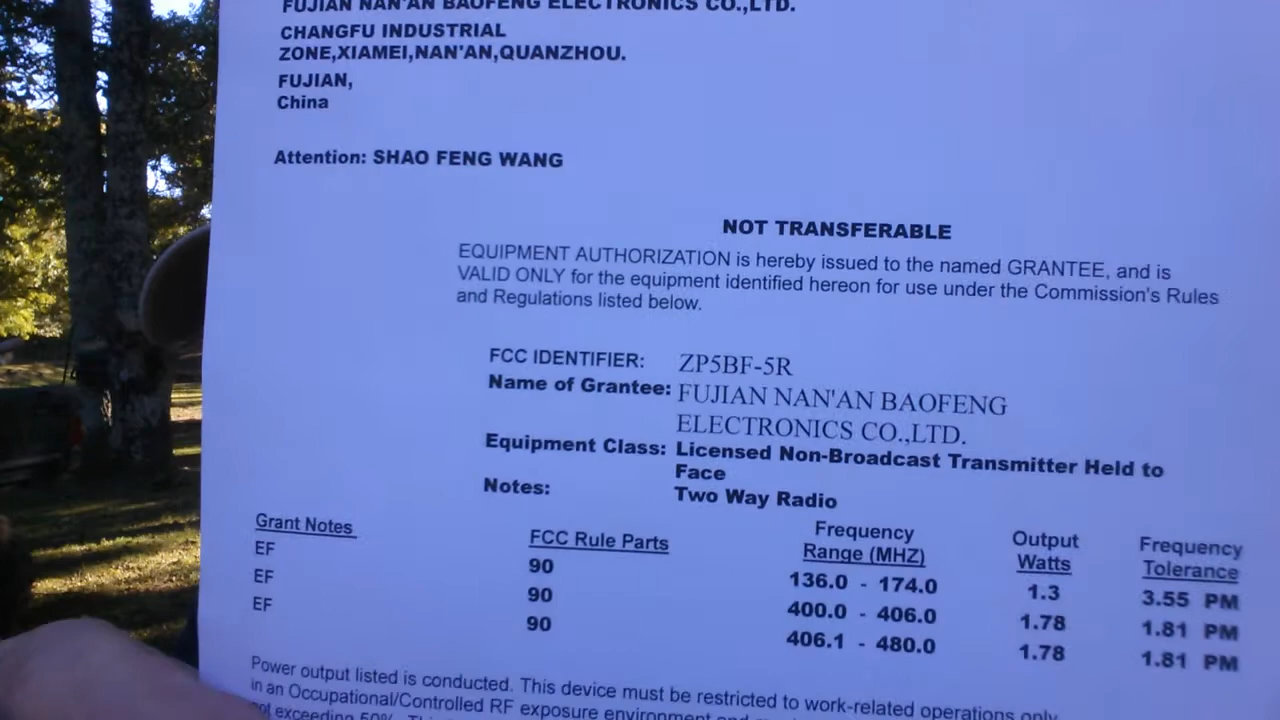 FUJIAN NAN'AN BAOFENG ELECTRONICS CO.,LTD.
CHANGFU INDUSTRIAL
ZONE,XIAMEI,NAN'AN,QUANZHOU.
FUJIAN,
China
Attention: SHAO FENG WANG
NOT TRANSFERABLE
EQUIPMENT AUTHORIZATION is hereby issued to the named GRANTEE, and is
VALID ONLY for the equipment identified hereon for use under the Commission's Rules
and Regulations listed below.
FCC IDENTIFIER: ZP5BF-5R
Name of Grantee: FUJIAN NAN'AN BAOFENG
ELECTRONICS CO.,LTD.
Equipment Class: Licensed Non-Broadcast Transmitter Held to
Face
Notes: Two Way Radio
Grant Notes FCC Rule Parts Frequency Range (MHZ) Output Watts Frequency Tolerance
EF 90 136.0 - 174.0 1.3 3.55 PM
EF 90 400.0 - 406.0 1.78 1.81 PM
EF 90 406.1 - 480.0 1.78 1.81 PM
Power output listed is conducted. This device must be restricted to work-related operations only
in an Occupational/Controlled RF exposure environment and
not exceeding 50%.